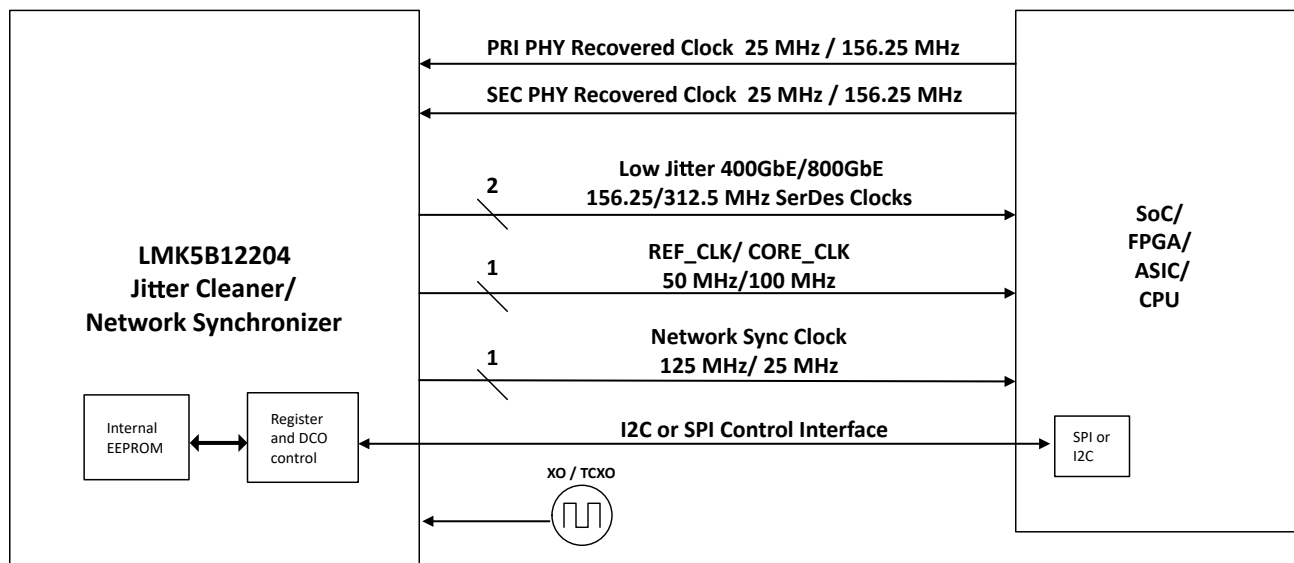 PRI PHY Recovered Clock 25 MHz / 156.25 MHz
SEC PHY Recovered Clock 25 MHz / 156.25 MHz
2
Low Jitter 400GbE/800GbE
156.25/312.5 MHz SerDes Clocks
LMK5B12204
Jitter Cleaner/
Network Synchronizer
1
REF_CLK/ CORE_CLK
50 MHz/100 MHz
SoC/
FPGA/
ASIC/
CPU
1
Network Sync Clock
125 MHz/ 25 MHz
Internal
EEPROM
Register
and DCO
control
I2C or SPI Control Interface
SPI or
I2C
XO / TCXO